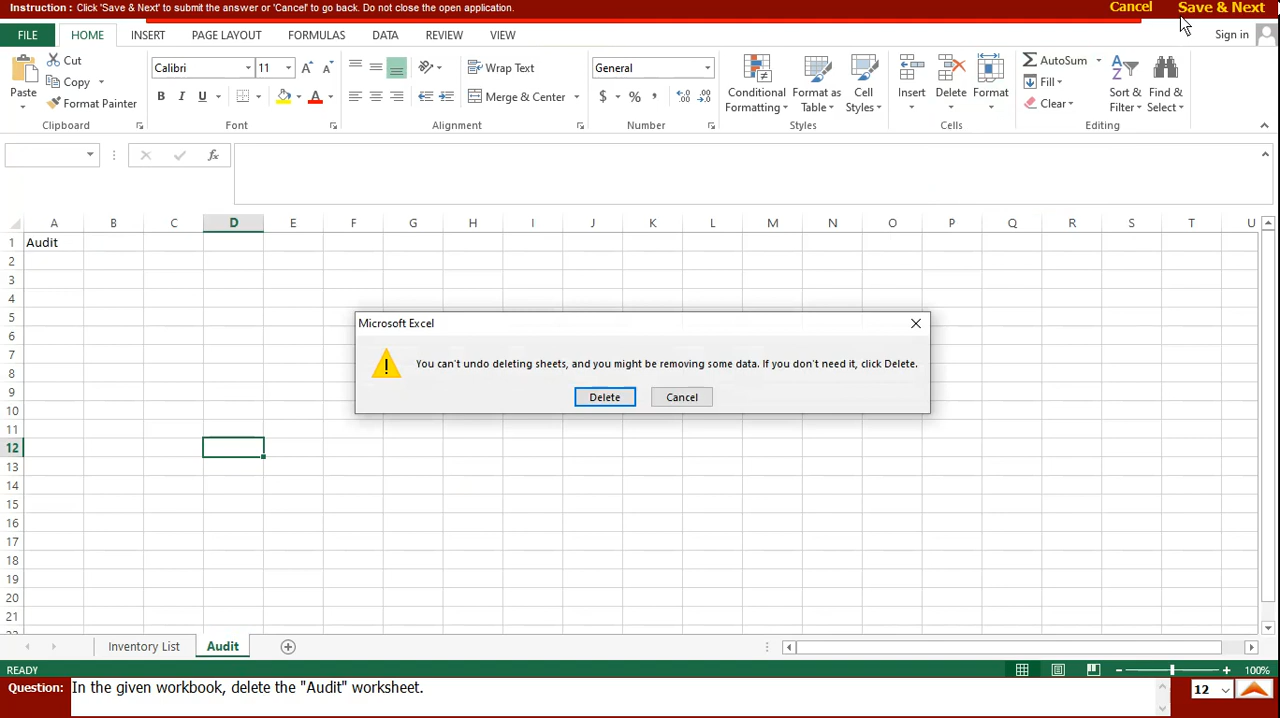 Instruction : Click 'Save & Next' to submit the answer or 'Cancel' to go back. Do not close the open application. Cancel Save & Next
FILE HOME INSERT PAGE LAYOUT FORMULAS DATA REVIEW VIEW Sign in
Paste
Cut
Copy
Format Painter
Clipboard
Calibri 11
B I U A
Font
Wrap Text
Merge & Center
Alignment
General
$ % ,
Number
Conditional Formatting
Format as Table
Cell Styles
Styles
Insert
Delete
Format
Cells
AutoSum
Fill
Clear
Sort & Filter
Find & Select
Editing
fx
A B C D E F G H I J K L M N O P Q R S T U
1 Audit
2
3
4
5
6
7
8
9
10
11
12
13
14
15
16
17
18
19
20
21
Microsoft Excel
You can't undo deleting sheets, and you might be removing some data. If you don't need it, click Delete.
Delete Cancel
Inventory List Audit
READY 100%
Question: In the given workbook, delete the "Audit" worksheet. 12